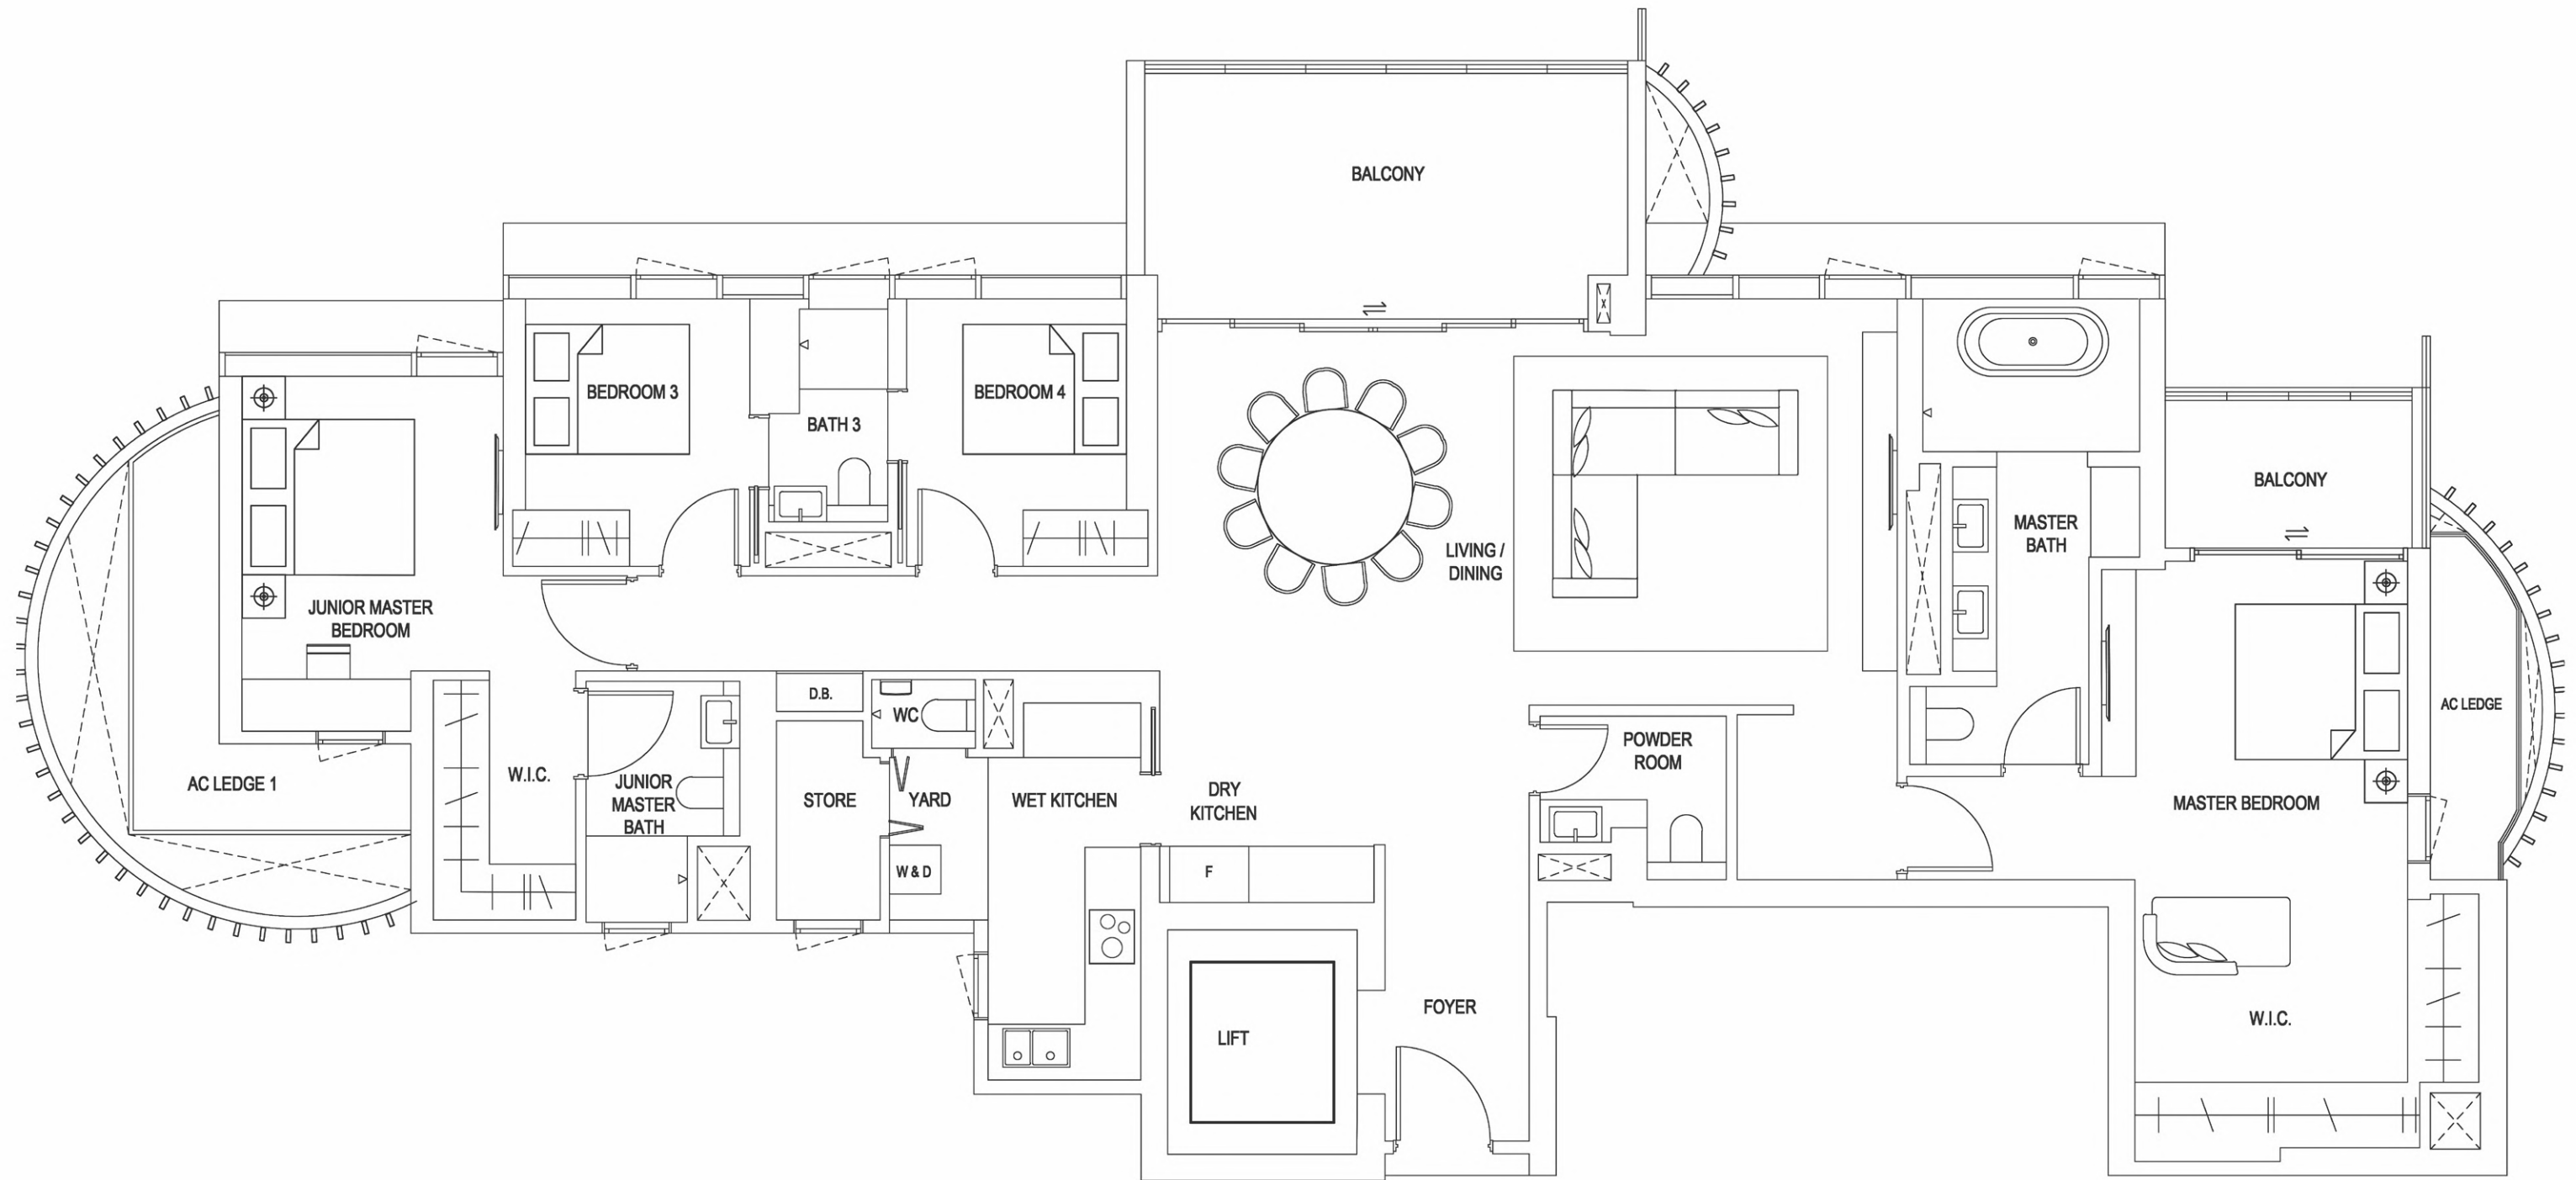 BALCONY
BEDROOM 3
BEDROOM 4
BATH 3
BALCONY
LIVING /
DINING
MASTER
BATH
JUNIOR MASTER
BEDROOM
D.B.
WC
AC LEDGE
POWDER
ROOM
AC LEDGE 1
W.I.C.
JUNIOR
MASTER
BATH
STORE
YARD
WET KITCHEN
DRY
KITCHEN
MASTER BEDROOM
W & D
F
FOYER
LIFT
W.I.C.